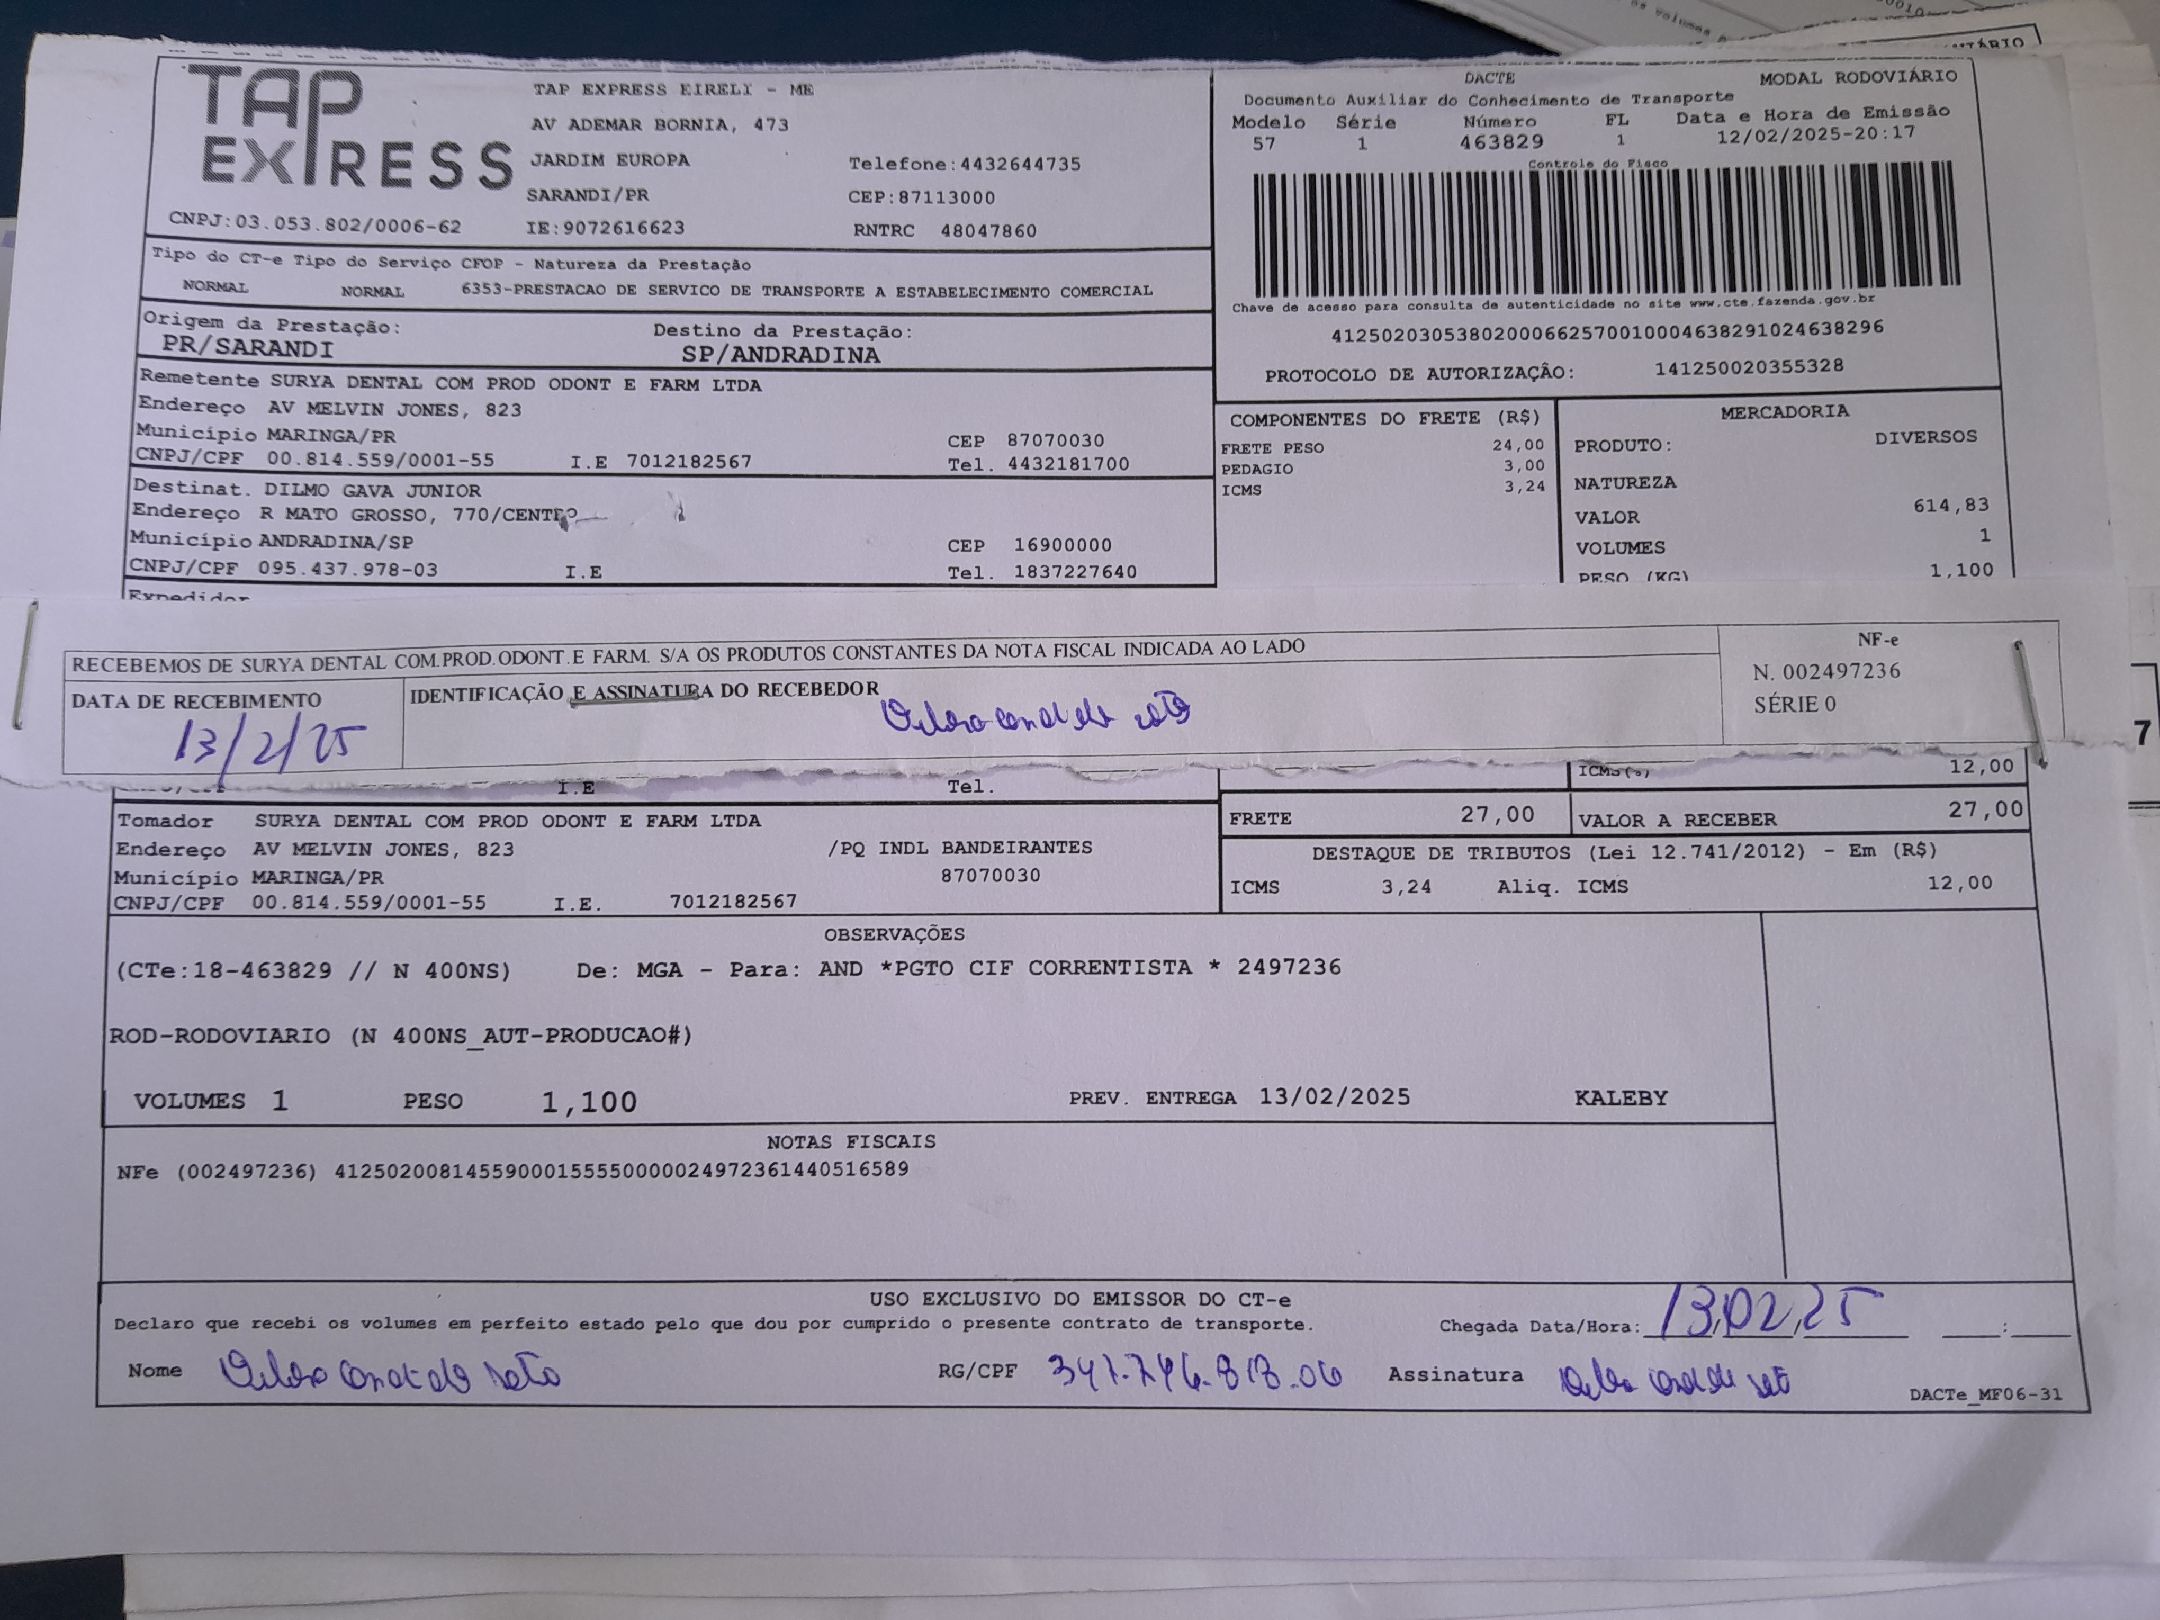 TAP EXPRESS
TAP EXPRESS EIRELI - ME
AV ADEMAR BORNIA, 473
JARDIM EUROPA Telefone:4432644735
SARANDI/PR CEP:87113000
CNPJ:03.053.802/0006-62 IE:9072616623 RNTRC 48047860
DACTE MODAL RODOVIÁRIO
Documento Auxiliar do Conhecimento de Transporte
Modelo Série Número FL Data e Hora de Emissão
57 1 463829 1 12/02/2025-20:17
Controle do Fisco
Chave de acesso para consulta de autenticidade no site www.cte.fazenda.gov.br
41250203053802000662570010004638291024638296
PROTOCOLO DE AUTORIZAÇÃO: 141250020355328
Tipo do CT-e Tipo do Serviço CFOP - Natureza da Prestação
NORMAL NORMAL 6353-PRESTACAO DE SERVICO DE TRANSPORTE A ESTABELECIMENTO COMERCIAL
Origem da Prestação: Destino da Prestação:
PR/SARANDI SP/ANDRADINA
Remetente SURYA DENTAL COM PROD ODONT E FARM LTDA
Endereço AV MELVIN JONES, 823
Município MARINGA/PR CEP 87070030
CNPJ/CPF 00.814.559/0001-55 I.E 7012182567 Tel. 4432181700
Destinat. DILMO GAVA JUNIOR
Endereço R MATO GROSSO, 770/CENTRO
Município ANDRADINA/SP CEP 16900000
CNPJ/CPF 095.437.978-03 I.E Tel. 1837227640
Expedidor
COMPONENTES DO FRETE (R$)
FRETE PESO 24,00
PEDAGIO 3,00
ICMS 3,24
MERCADORIA
PRODUTO: DIVERSOS
NATUREZA
VALOR 614,83
VOLUMES 1
PESO (KG) 1,100
RECEBEMOS DE SURYA DENTAL COM.PROD.ODONT.E FARM. S/A OS PRODUTOS CONSTANTES DA NOTA FISCAL INDICADA AO LADO
DATA DE RECEBIMENTO IDENTIFICAÇÃO E ASSINATURA DO RECEBEDOR
13/2/25
NF-e
N. 002497236
SÉRIE 0
7
I.E Tel.
ICMS(%) 12,00
FRETE 27,00 VALOR A RECEBER 27,00
Tomador SURYA DENTAL COM PROD ODONT E FARM LTDA
Endereço AV MELVIN JONES, 823 /PQ INDL BANDEIRANTES
Município MARINGA/PR 87070030
CNPJ/CPF 00.814.559/0001-55 I.E. 7012182567
DESTAQUE DE TRIBUTOS (Lei 12.741/2012) - Em (R$)
ICMS 3,24 Aliq. ICMS 12,00
OBSERVAÇÕES
(CTe:18-463829 // N 400NS) De: MGA - Para: AND *PGTO CIF CORRENTISTA * 2497236
ROD-RODOVIARIO (N 400NS_AUT-PRODUCAO#)
VOLUMES 1 PESO 1,100 PREV. ENTREGA 13/02/2025 KALEBY
NOTAS FISCAIS
NFe (002497236) 41250200814559000155550000024972361440516589
USO EXCLUSIVO DO EMISSOR DO CT-e
Declaro que recebi os volumes em perfeito estado pelo que dou por cumprido o presente contrato de transporte. Chegada Data/Hora: 13,02,25 :
Nome RG/CPF Assinatura
DACTe_MF06-31